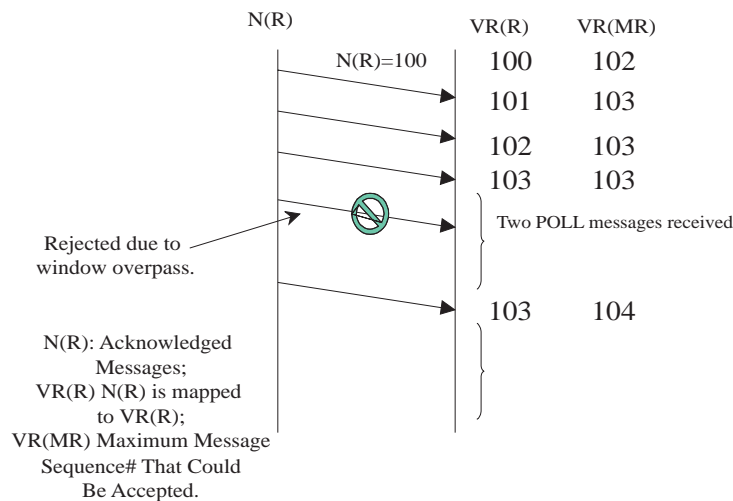 N(R)
VR(R) VR(MR)
N(R)=100 100 102
101 103
102 103
103 103
Two POLL messages received
Rejected due to
window overpass.
103 104
N(R): Acknowledged
Messages;
VR(R) N(R) is mapped
to VR(R);
VR(MR) Maximum Message
Sequence# That Could
Be Accepted.